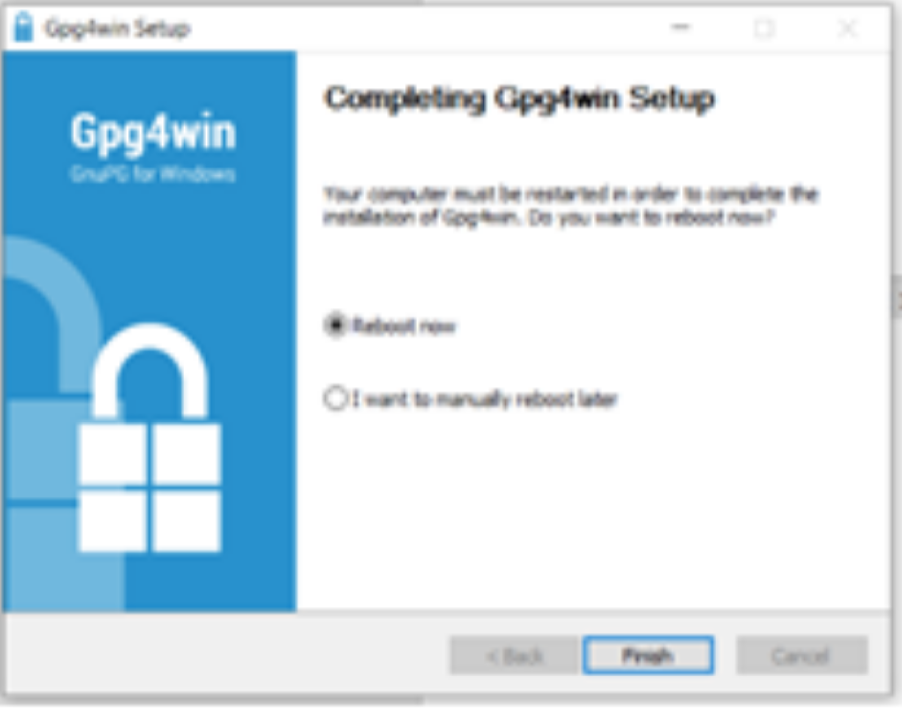 Gpg4win Setup
Gpg4win
GnuPG for Windows
Completing Gpg4win Setup
Your computer must be restarted in order to complete the
installation of Gpg4win. Do you want to reboot now?
Reboot now
I want to manually reboot later
< Back
Finish
Cancel